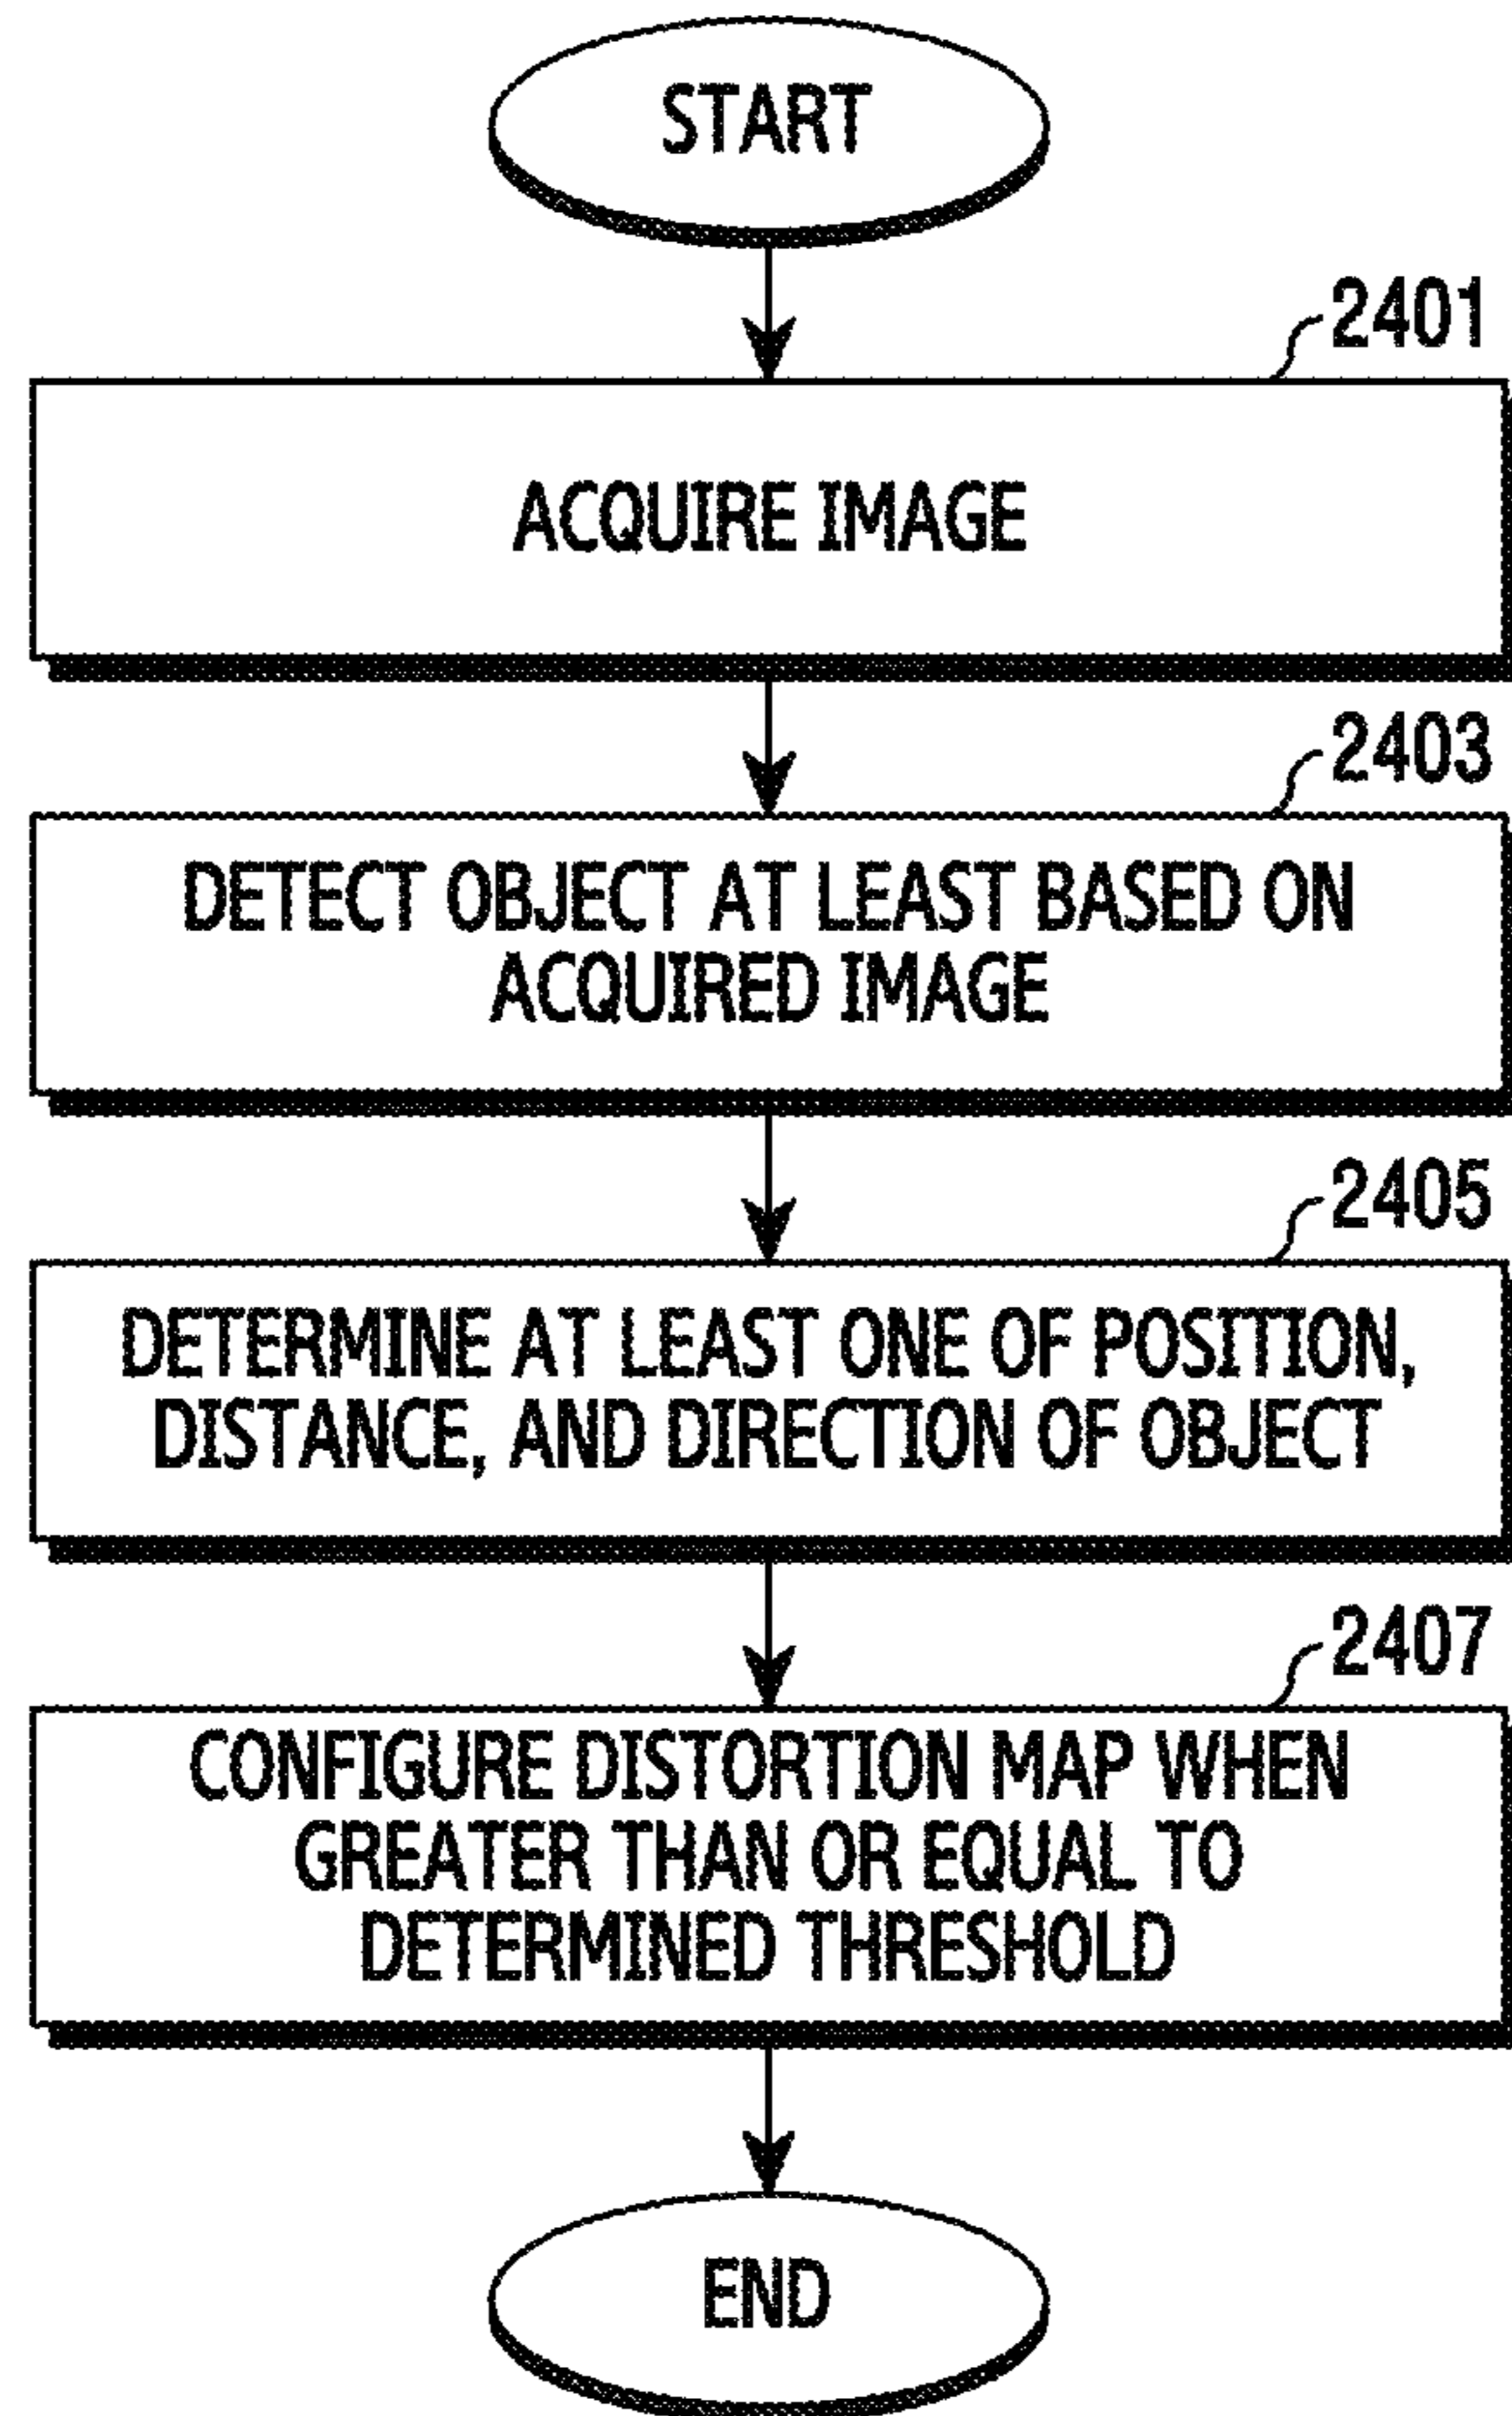 START
2401
ACQUIRE IMAGE
2403
DETECT OBJECT AT LEAST BASED ON
ACQUIRED IMAGE
2405
DETERMINE AT LEAST ONE OF POSITION,
DISTANCE, AND DIRECTION OF OBJECT
2407
CONFIGURE DISTORTION MAP WHEN
GREATER THAN OR EQUAL TO
DETERMINED THRESHOLD
END